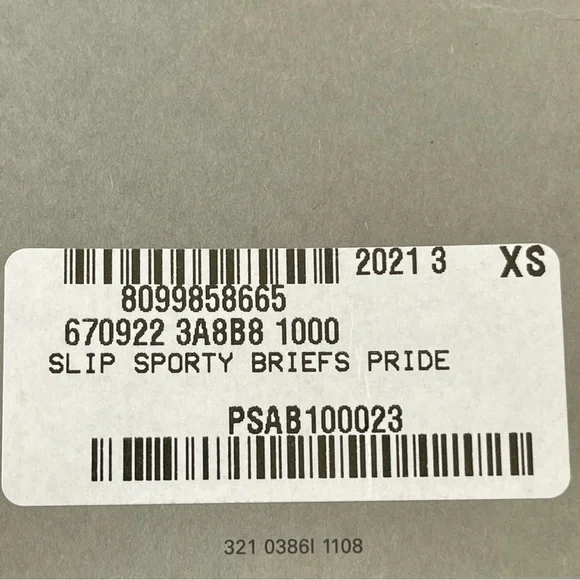 2021 3 XS
8099858665
670922 3A8B8 1000
SLIP SPORTY BRIEFS PRIDE
PSAB100023
321 0386I 1108